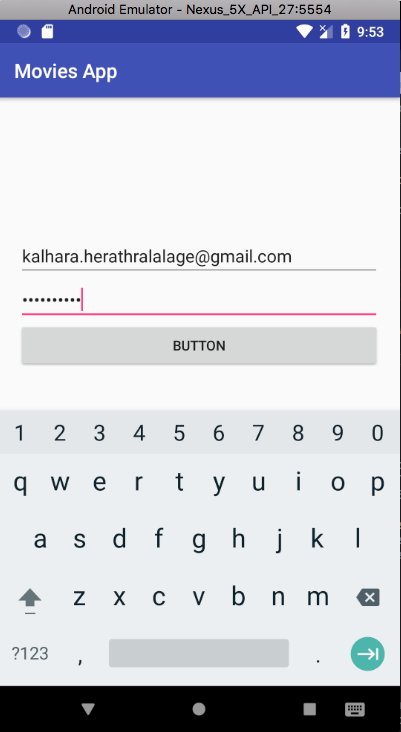 Android Emulator - Nexus_5X_API_27:5554
9:53
Movies App
kalhara.herathralalage@gmail.com
••••••••••
BUTTON
1 2 3 4 5 6 7 8 9 0
q w e r t y u i o p
a s d f g h j k l
z x c v b n m
?123 , .